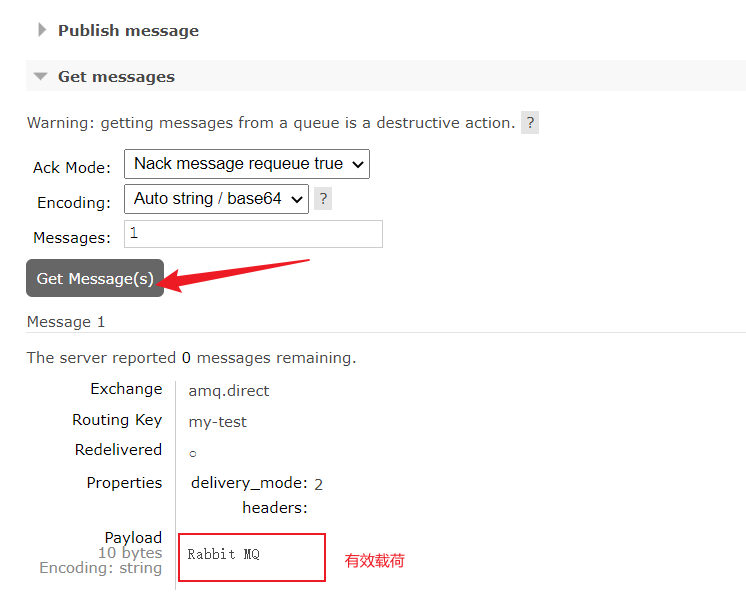 Publish message
Get messages
Warning: getting messages from a queue is a destructive action. ?
Ack Mode: Nack message requeue true
Encoding: Auto string / base64 ?
Messages: 1
Get Message(s)
Message 1
The server reported 0 messages remaining.
Exchange amq.direct
Routing Key my-test
Redelivered ○
Properties delivery_mode: 2
headers:
Payload
10 bytes
Encoding: string
Rabbit MQ 有效载荷